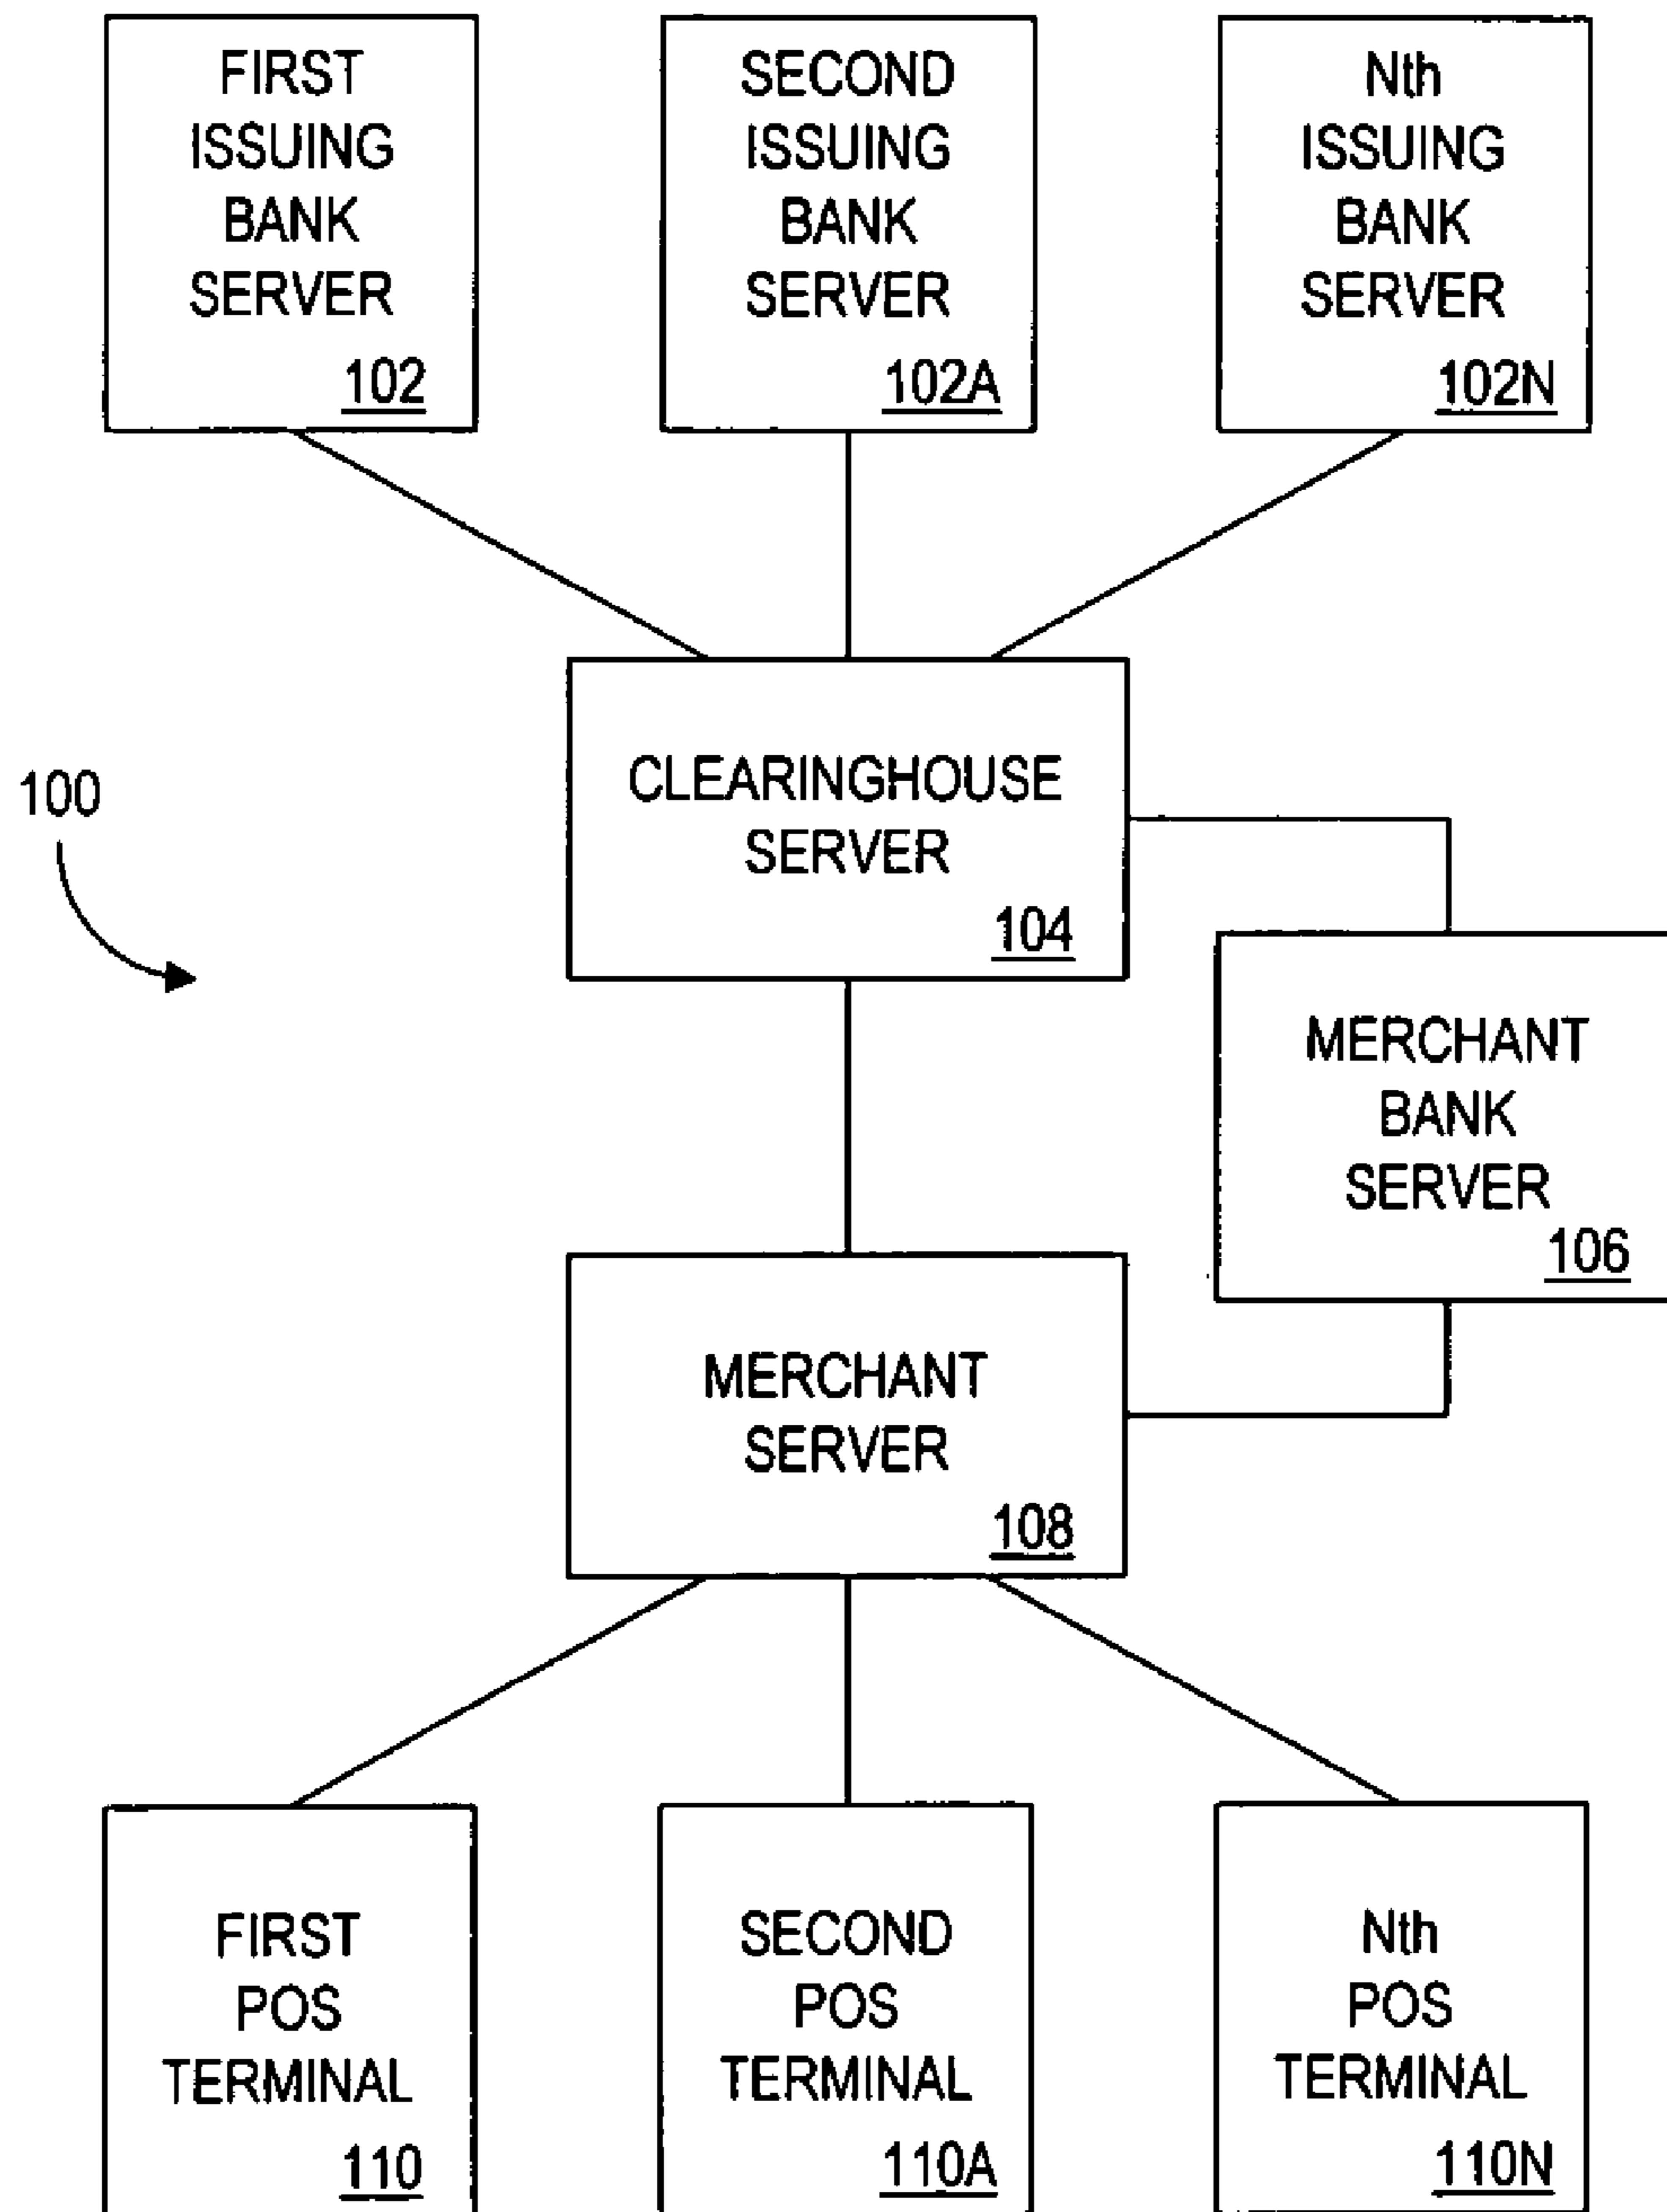 FIRST
ISSUING
BANK
SERVER
102
SECOND
ISSUING
BANK
SERVER
102A
Nth
ISSUING
BANK
SERVER
102N
100
CLEARINGHOUSE
SERVER
104
MERCHANT
BANK
SERVER
106
MERCHANT
SERVER
108
FIRST
POS
TERMINAL
110
SECOND
POS
TERMINAL
110A
Nth
POS
TERMINAL
110N